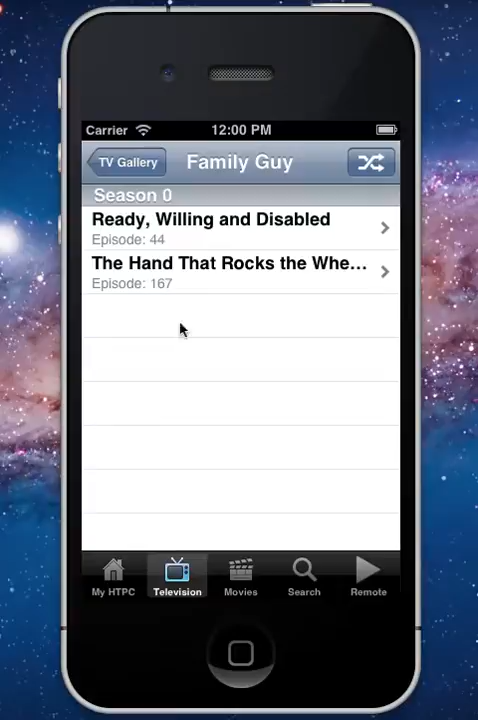 Carrier 12:00 PM
TV Gallery Family Guy
Season 0
Ready, Willing and Disabled
Episode: 44
The Hand That Rocks the Whe...
Episode: 167
My HTPC Television Movies Search Remote